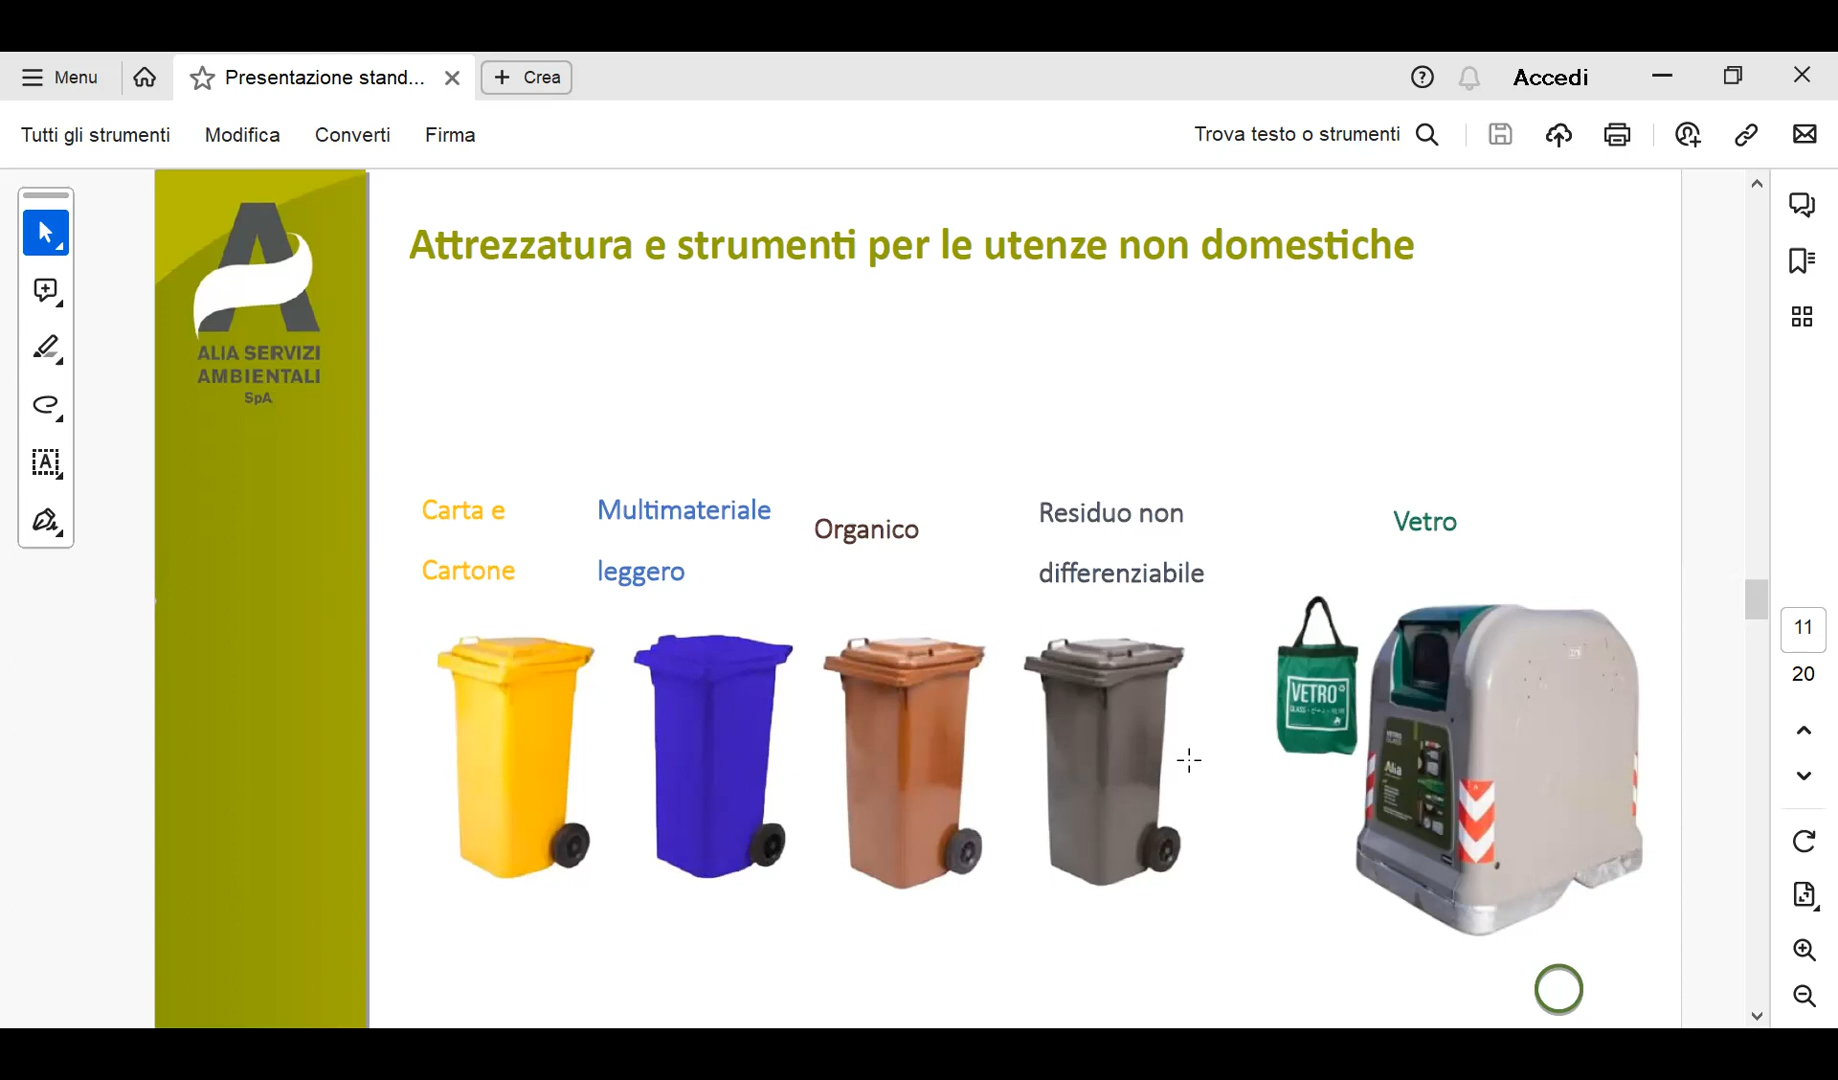 Menu
Presentazione stand...
Crea
Accedi
Tutti gli strumenti
Modifica
Converti
Firma
Trova testo o strumenti
ALIA SERVIZI
AMBIENTALI
SpA
Attrezzatura e strumenti per le utenze non domestiche
Carta e
Cartone
Multimateriale
leggero
Organico
Residuo non
differenziabile
Vetro
VETRO
Alia
11
20